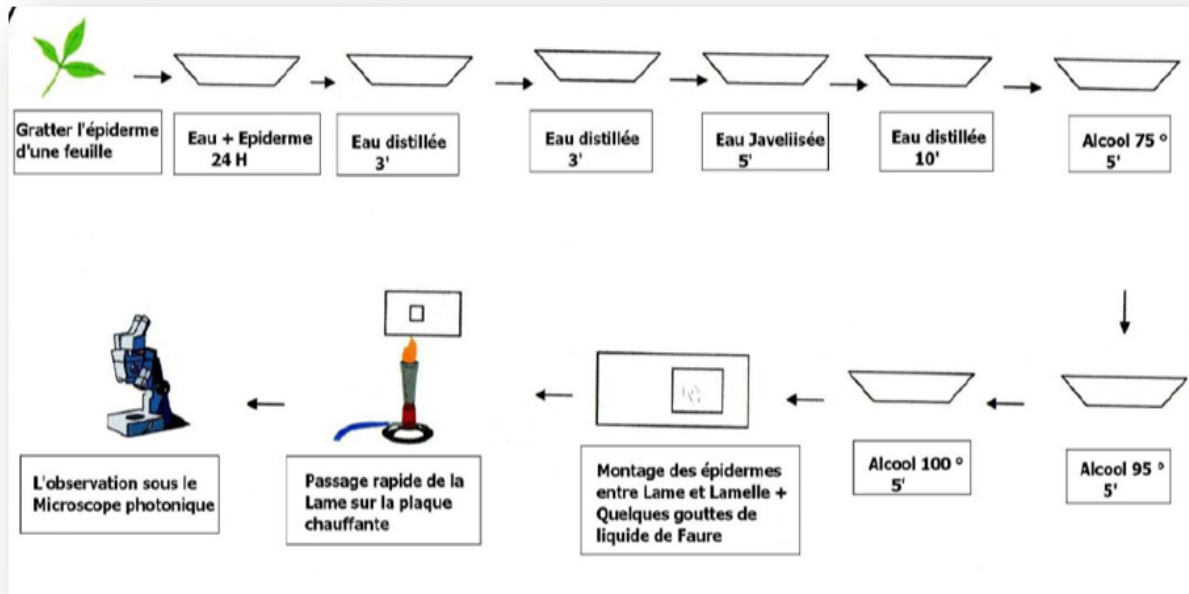 Gratter l'épiderme
d'une feuille
Eau + Epiderme
24 H
Eau distillée
3'
Eau distillée
3'
Eau Javeliisée
5'
Eau distillée
10'
Alcool 75 °
5'
L'observation sous le
Microscope photonique
Passage rapide de la
Lame sur la plaque
chauffante
Montage des épidermes
entre Lame et Lamelle +
Quelques gouttes de
liquide de Faure
Alcool 100 °
5'
Alcool 95 °
5'